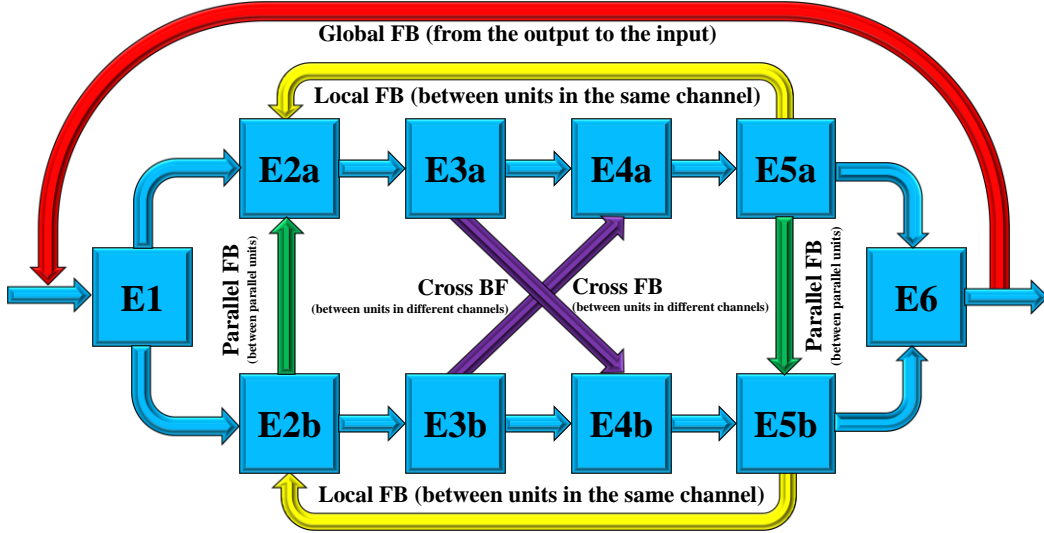 Global FB (from the output to the input)
Local FB (between units in the same channel)
E2a
E3a
E4a
E5a
E1
Parallel FB
(between parallel units)
Cross BF
(between units in different channels)
Cross FB
(between units in different channels)
Parallel FB
(between parallel units)
E6
E2b
E3b
E4b
E5b
Local FB (between units in the same channel)